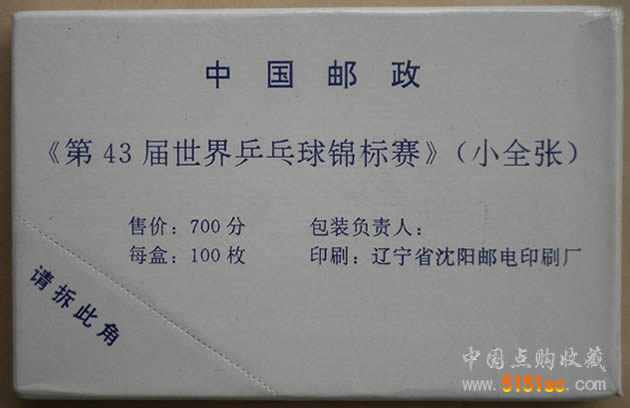 中国邮政
《第43届世界乒乓球锦标赛》（小全张）
售价：700分 包装负责人：
每盒：100枚 印刷：辽宁省沈阳邮电印刷厂
请拆此角
中国点购收藏
www.5151sc.com